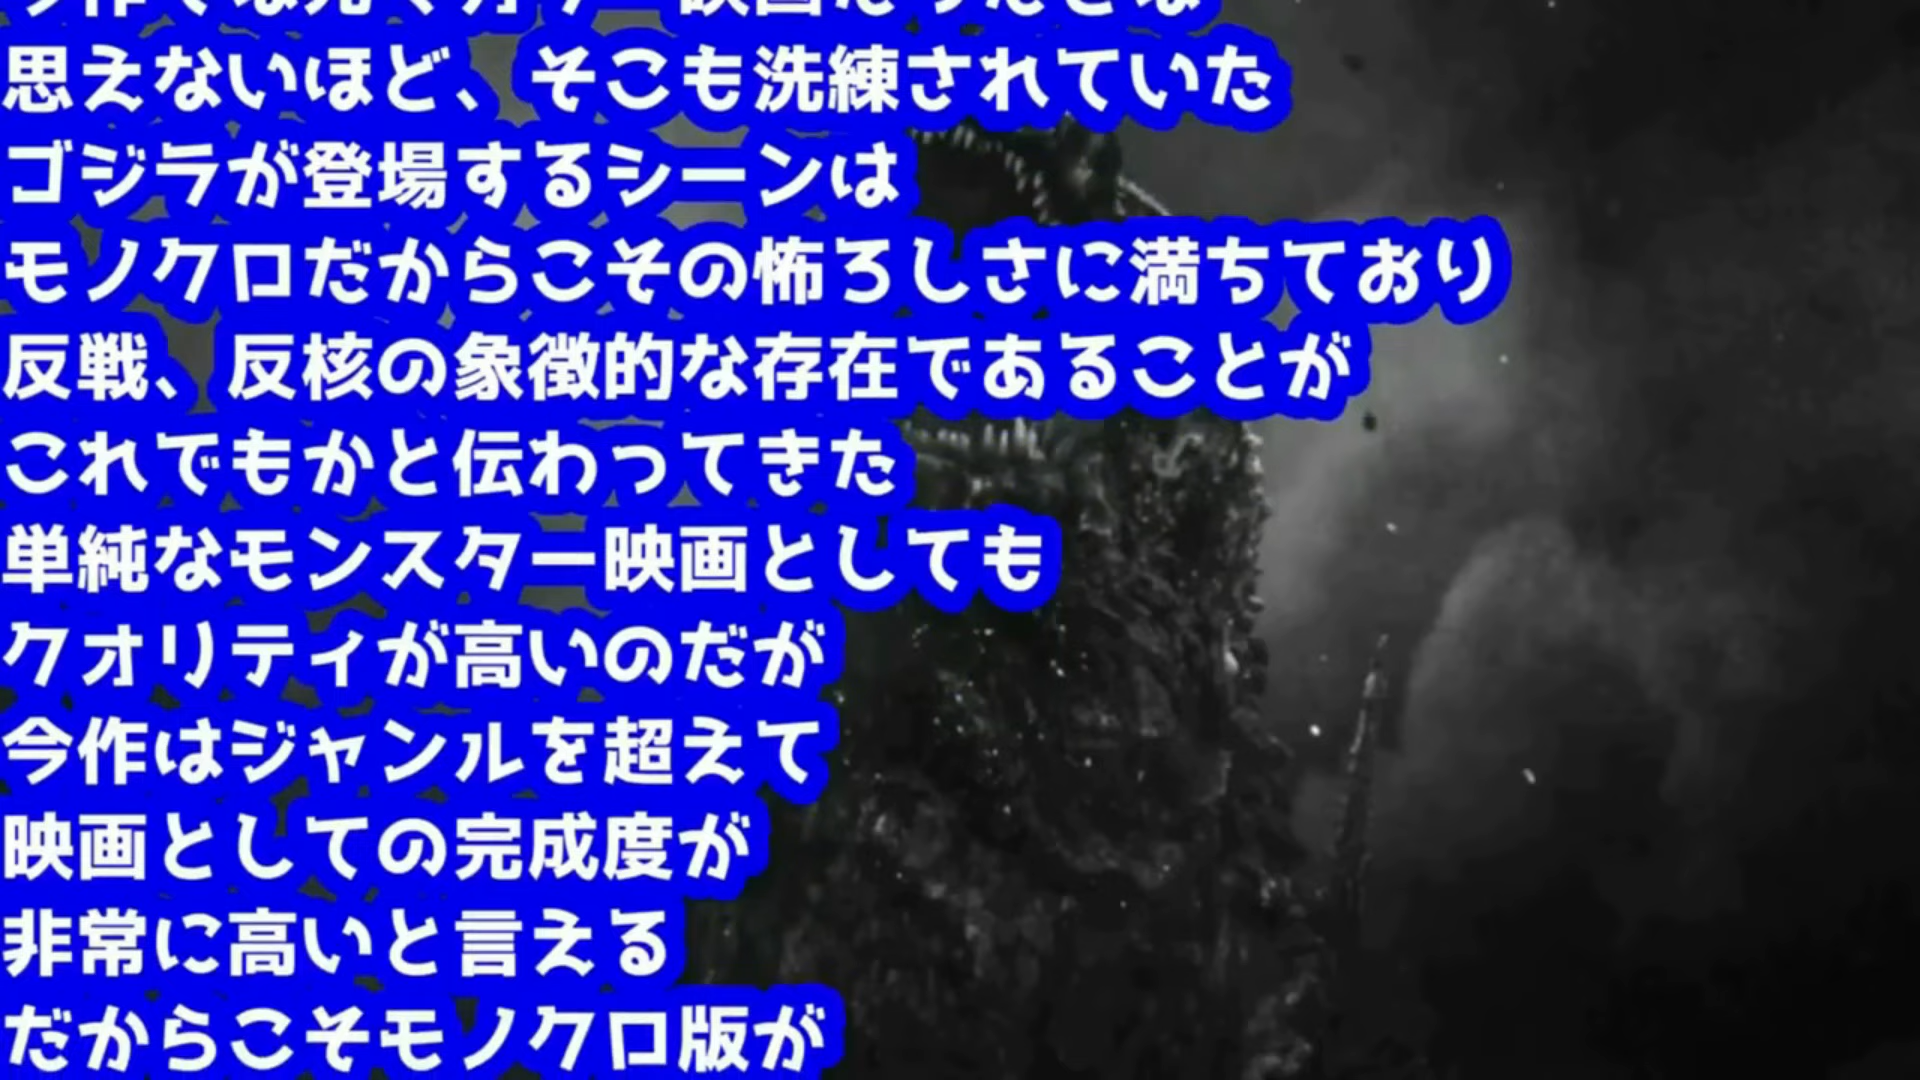 思えないほど、そこも洗練されていた
ゴジラが登場するシーンは
モノクロだからこその怖ろしさに満ちており
反戦、反核の象徴的な存在であることが
これでもかと伝わってきた
単純なモンスター映画としても
クオリティが高いのだが
今作はジャンルを超えて
映画としての完成度が
非常に高いと言える
だからこそモノクロ版が